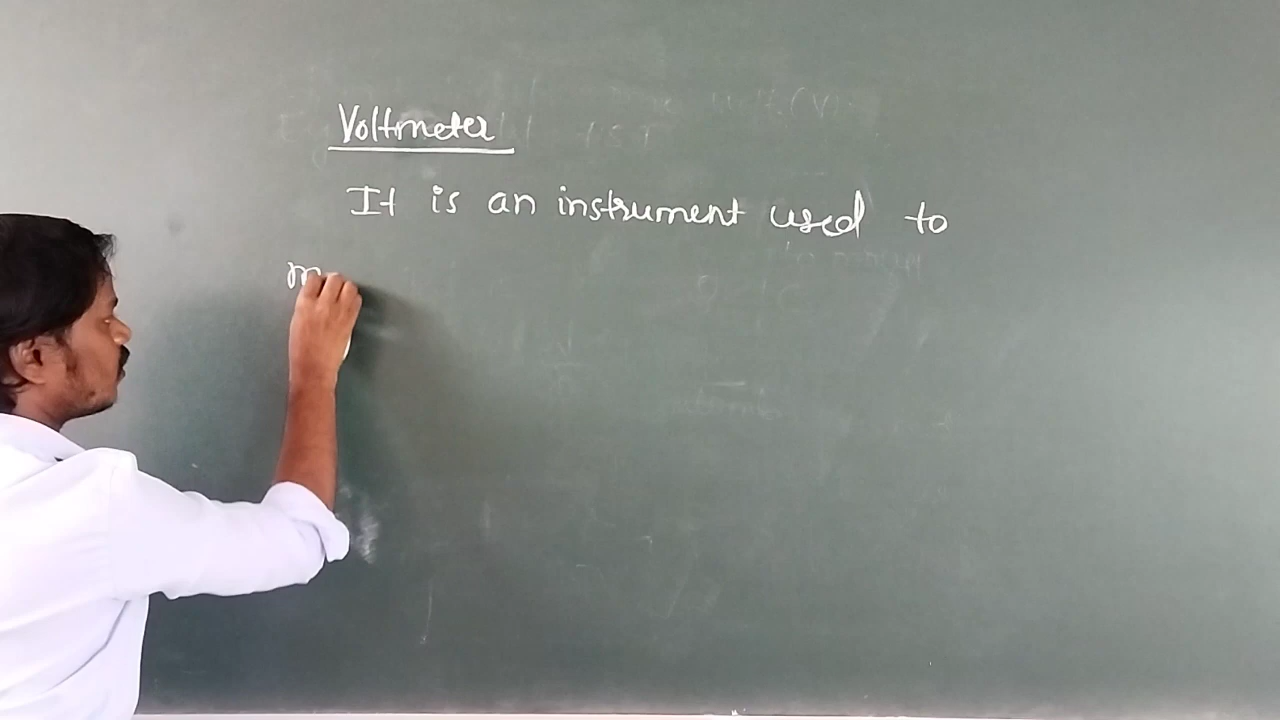 Voltmeter
It is an instrument used to
m